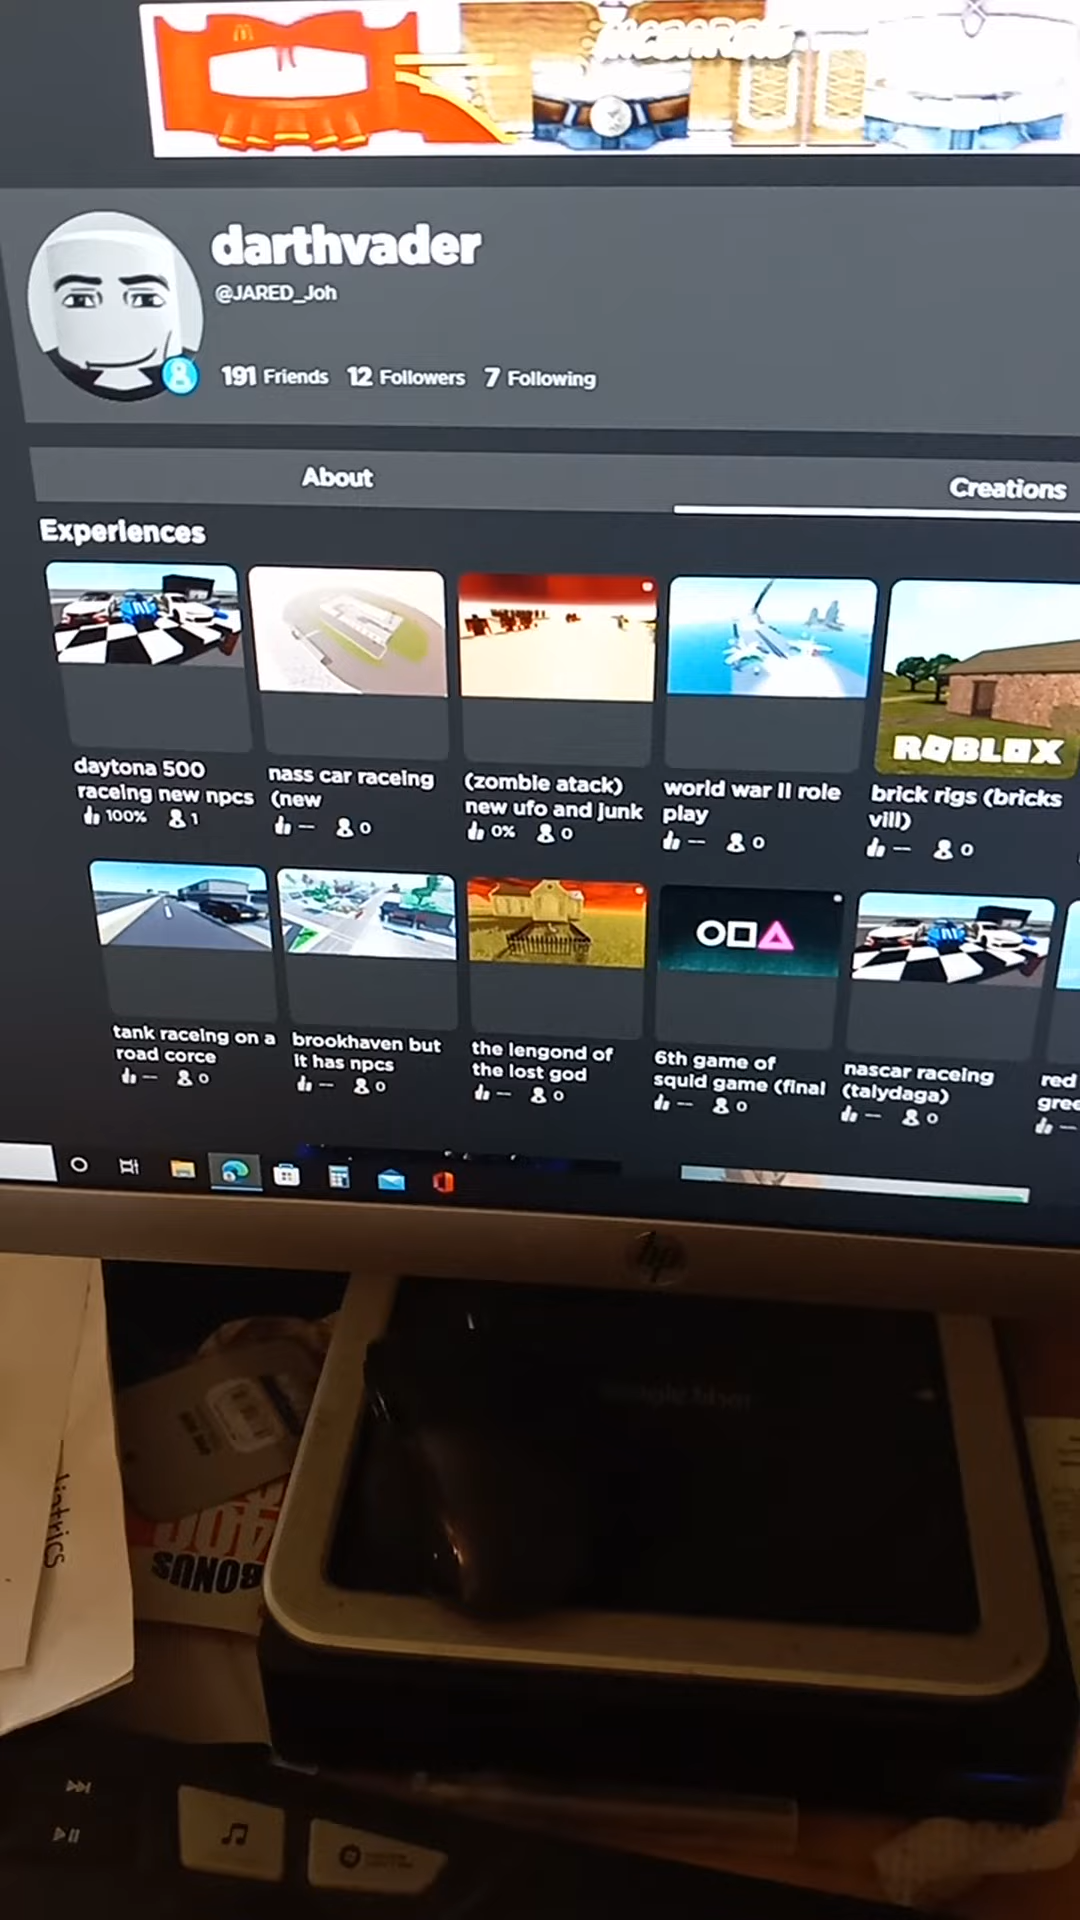 darthvader
@JARED_Joh
191 Friends 12 Followers 7 Following
About
Creations
Experiences
ROBLOX
daytona 500
raceing new npcs
100% 1
nass car raceing
(new
-- 0
(zombie atack)
new ufo and junk
0% 0
world war II role
play
-- 0
brick rigs (bricks
vill)
-- 0
tank raceing on a
road corce
-- 0
brookhaven but
it has npcs
-- 0
the lengond of
the lost god
-- 0
6th game of
squid game (final
-- 0
nascar raceing
(talydaga)
-- 0
red
gree
--
hp
400
BONUS